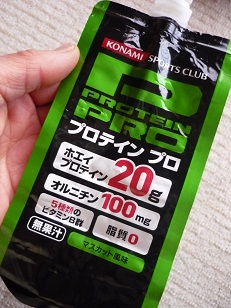 KONAMI SPORTS CLUB
P
PROTEIN
PRO
プロテイン プロ
ホエイ
プロテイン 20g
オルニチン 100mg
5種類の
ビタミンB群
脂質0
無果汁
マスカット風味